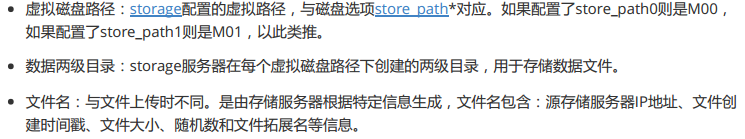 • 虚拟磁盘路径：storage配置的虚拟路径，与磁盘选项store_path*对应。如果配置了store_path0则是M00，
如果配置了store_path1则是M01，以此类推。
• 数据两级目录：storage服务器在每个虚拟磁盘路径下创建的两级目录，用于存储数据文件。
• 文件名：与文件上传时不同。是由存储服务器根据特定信息生成，文件名包含：源存储服务器IP地址、文件创
建时间戳、文件大小、随机数和文件拓展名等信息。